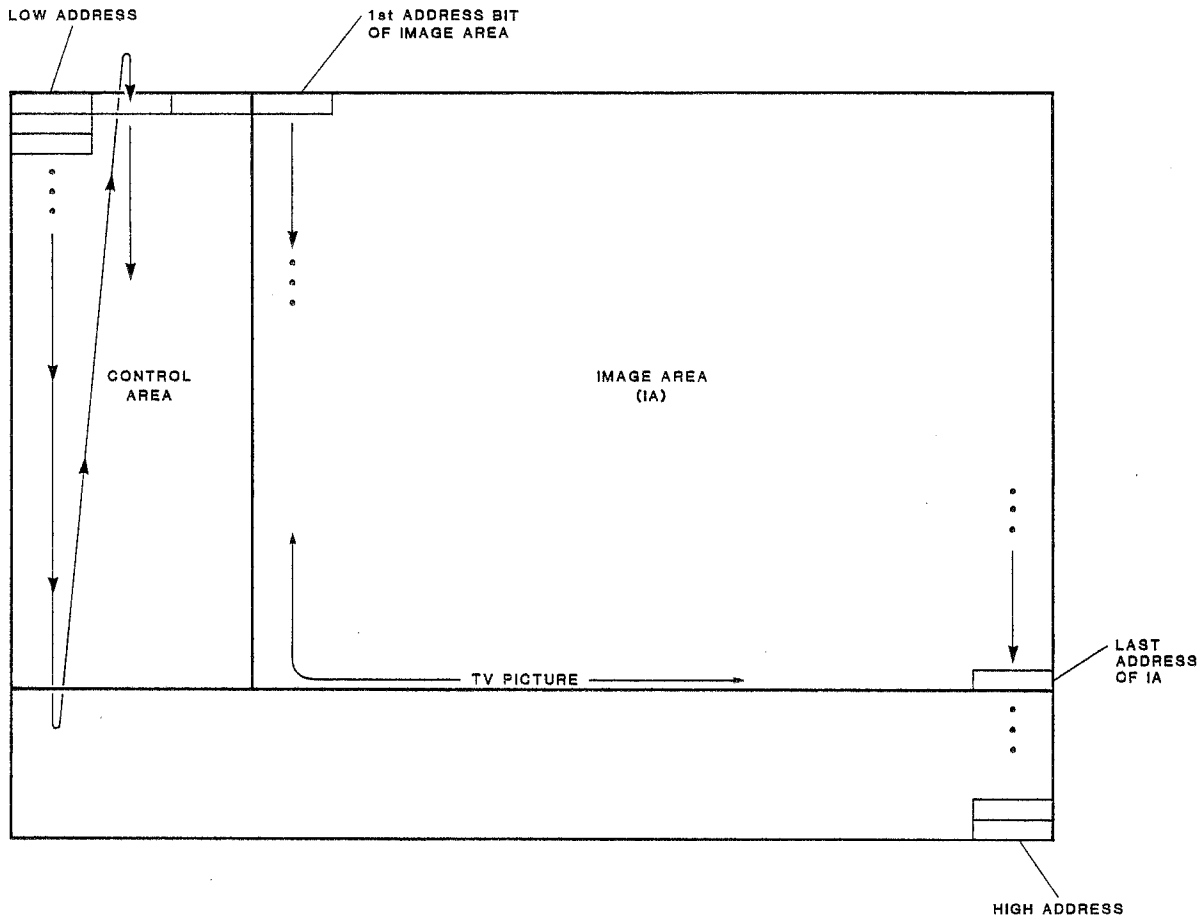 LOW ADDRESS
1st ADDRESS BIT
OF IMAGE AREA
CONTROL
AREA
IMAGE AREA
(IA)
TV PICTURE
LAST
ADDRESS
OF IA
HIGH ADDRESS